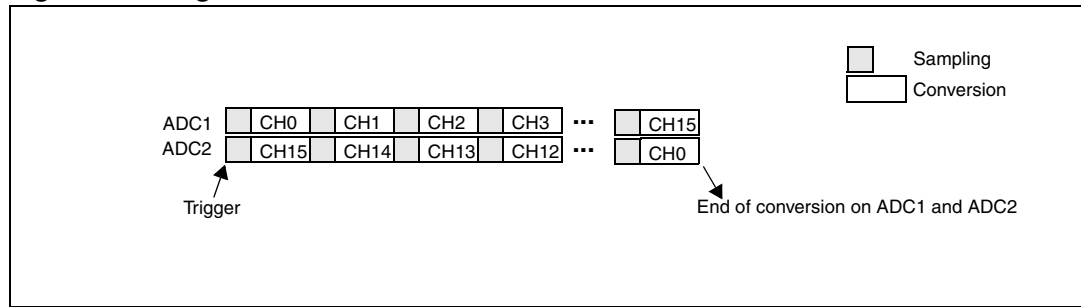 Sampling
Conversion
ADC1 CH0 CH1 CH2 CH3 ... CH15
ADC2 CH15 CH14 CH13 CH12 ... CH0
Trigger
End of conversion on ADC1 and ADC2